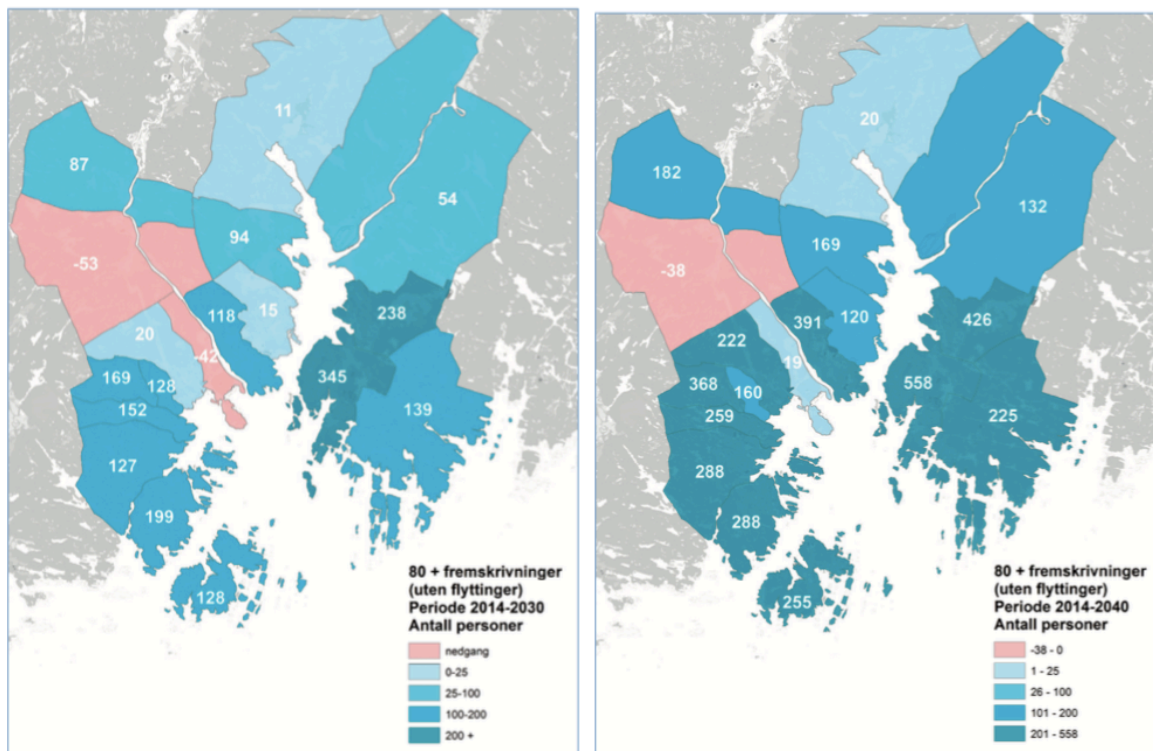 11
87
54
94
-53
15
118
238
20
-42
345
169
128
139
152
127
199
128
80 + fremskrivninger
(uten flyttinger)
Periode 2014-2030
Antall personer
nedgang
0-25
25-100
100-200
200 +
20
182
132
169
-38
120
391
426
222
19
368
160
558
259
225
288
288
255
80 + fremskrivninger
(uten flyttinger)
Periode 2014-2040
Antall personer
-38 - 0
1 - 25
26 - 100
101 - 200
201 - 558